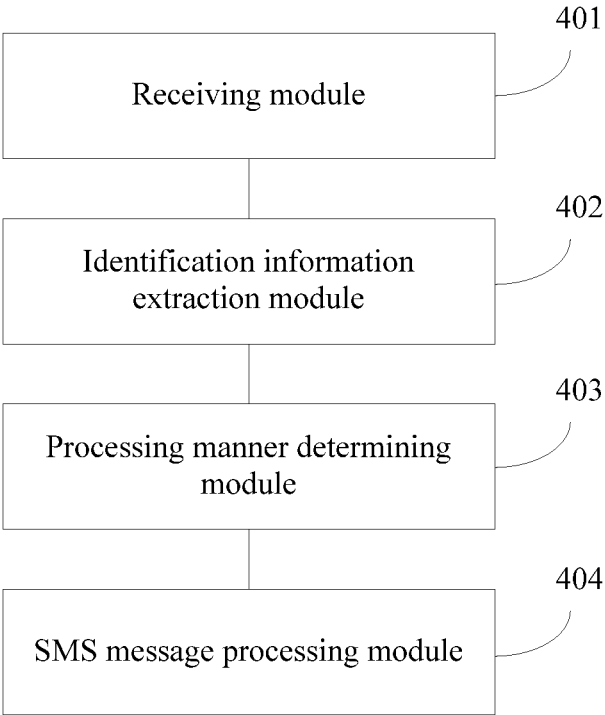 401
Receiving module
402
Identification information
extraction module
403
Processing manner determining
module
404
SMS message processing module